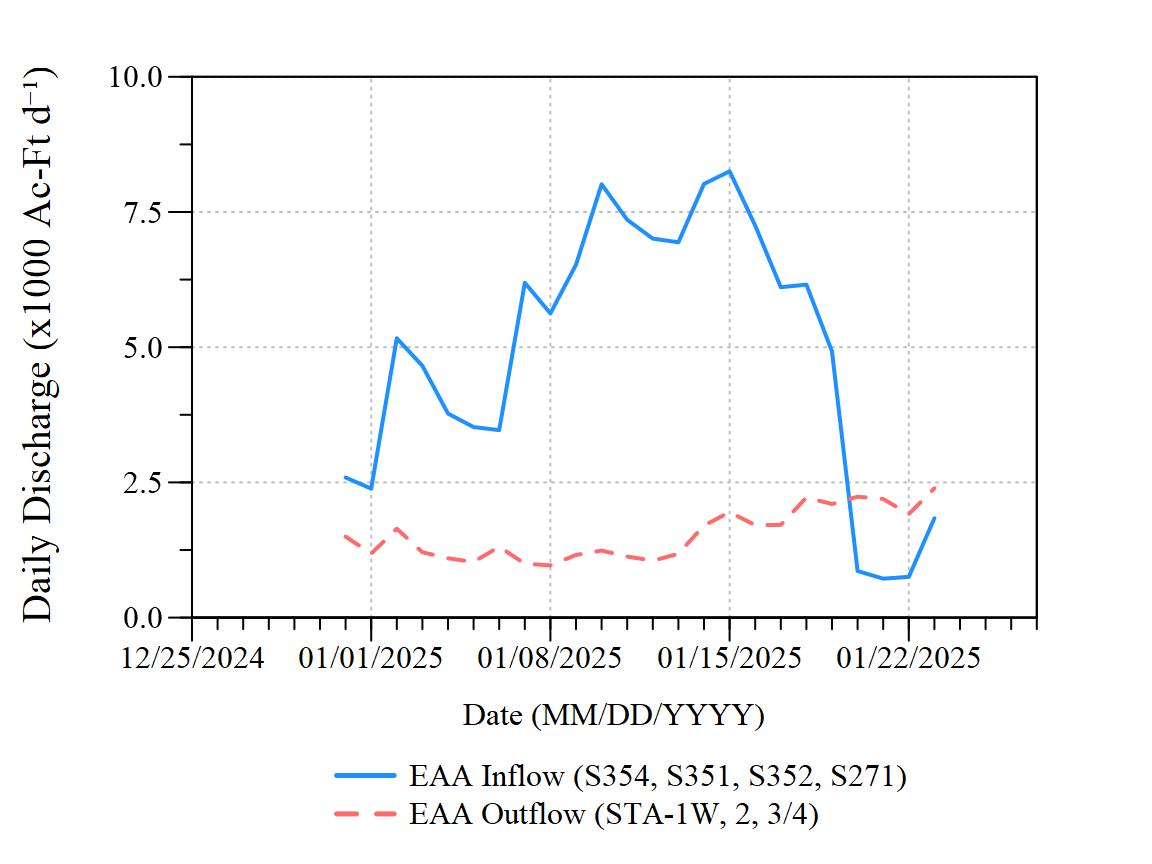 Daily Discharge (x1000 Ac-Ft d⁻¹)
10.0
7.5
5.0
2.5
0.0
12/25/2024 01/01/2025 01/08/2025 01/15/2025 01/22/2025
Date (MM/DD/YYYY)
EAA Inflow (S354, S351, S352, S271)
EAA Outflow (STA-1W, 2, 3/4)